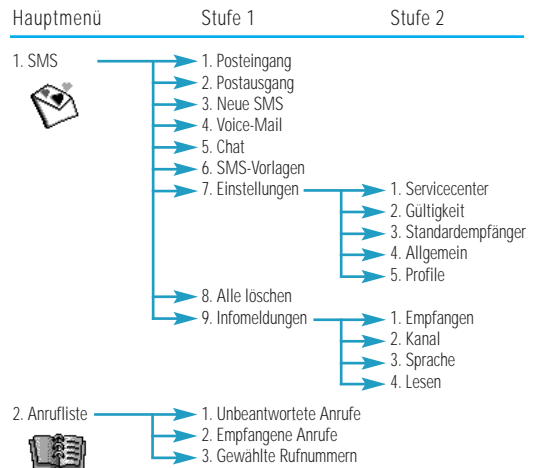 Hauptmenü Stufe 1 Stufe 2
1. SMS
1. Posteingang
2. Postausgang
3. Neue SMS
4. Voice-Mail
5. Chat
6. SMS-Vorlagen
7. Einstellungen
1. Servicecenter
2. Gültigkeit
3. Standardempfänger
4. Allgemein
5. Profile
8. Alle löschen
9. Infomeldungen
1. Empfangen
2. Kanal
3. Sprache
4. Lesen
2. Anrufliste
1. Unbeantwortete Anrufe
2. Empfangene Anrufe
3. Gewählte Rufnummern